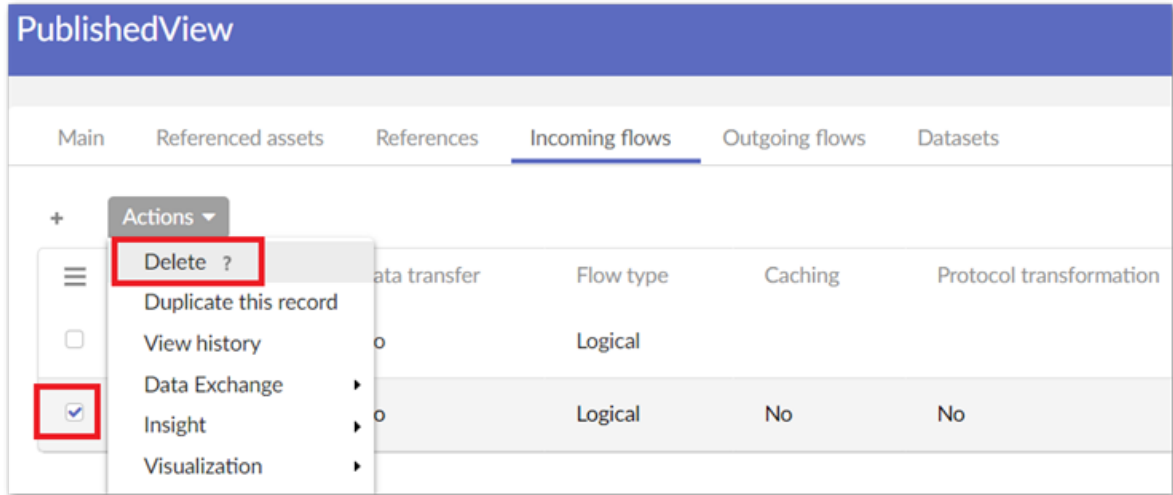 PublishedView
Main Referenced assets References Incoming flows Outgoing flows Datasets
+ Actions
Delete ?
ata transfer Flow type Caching Protocol transformation
Duplicate this record
View history
o Logical
Data Exchange
Insight
o Logical No No
Visualization